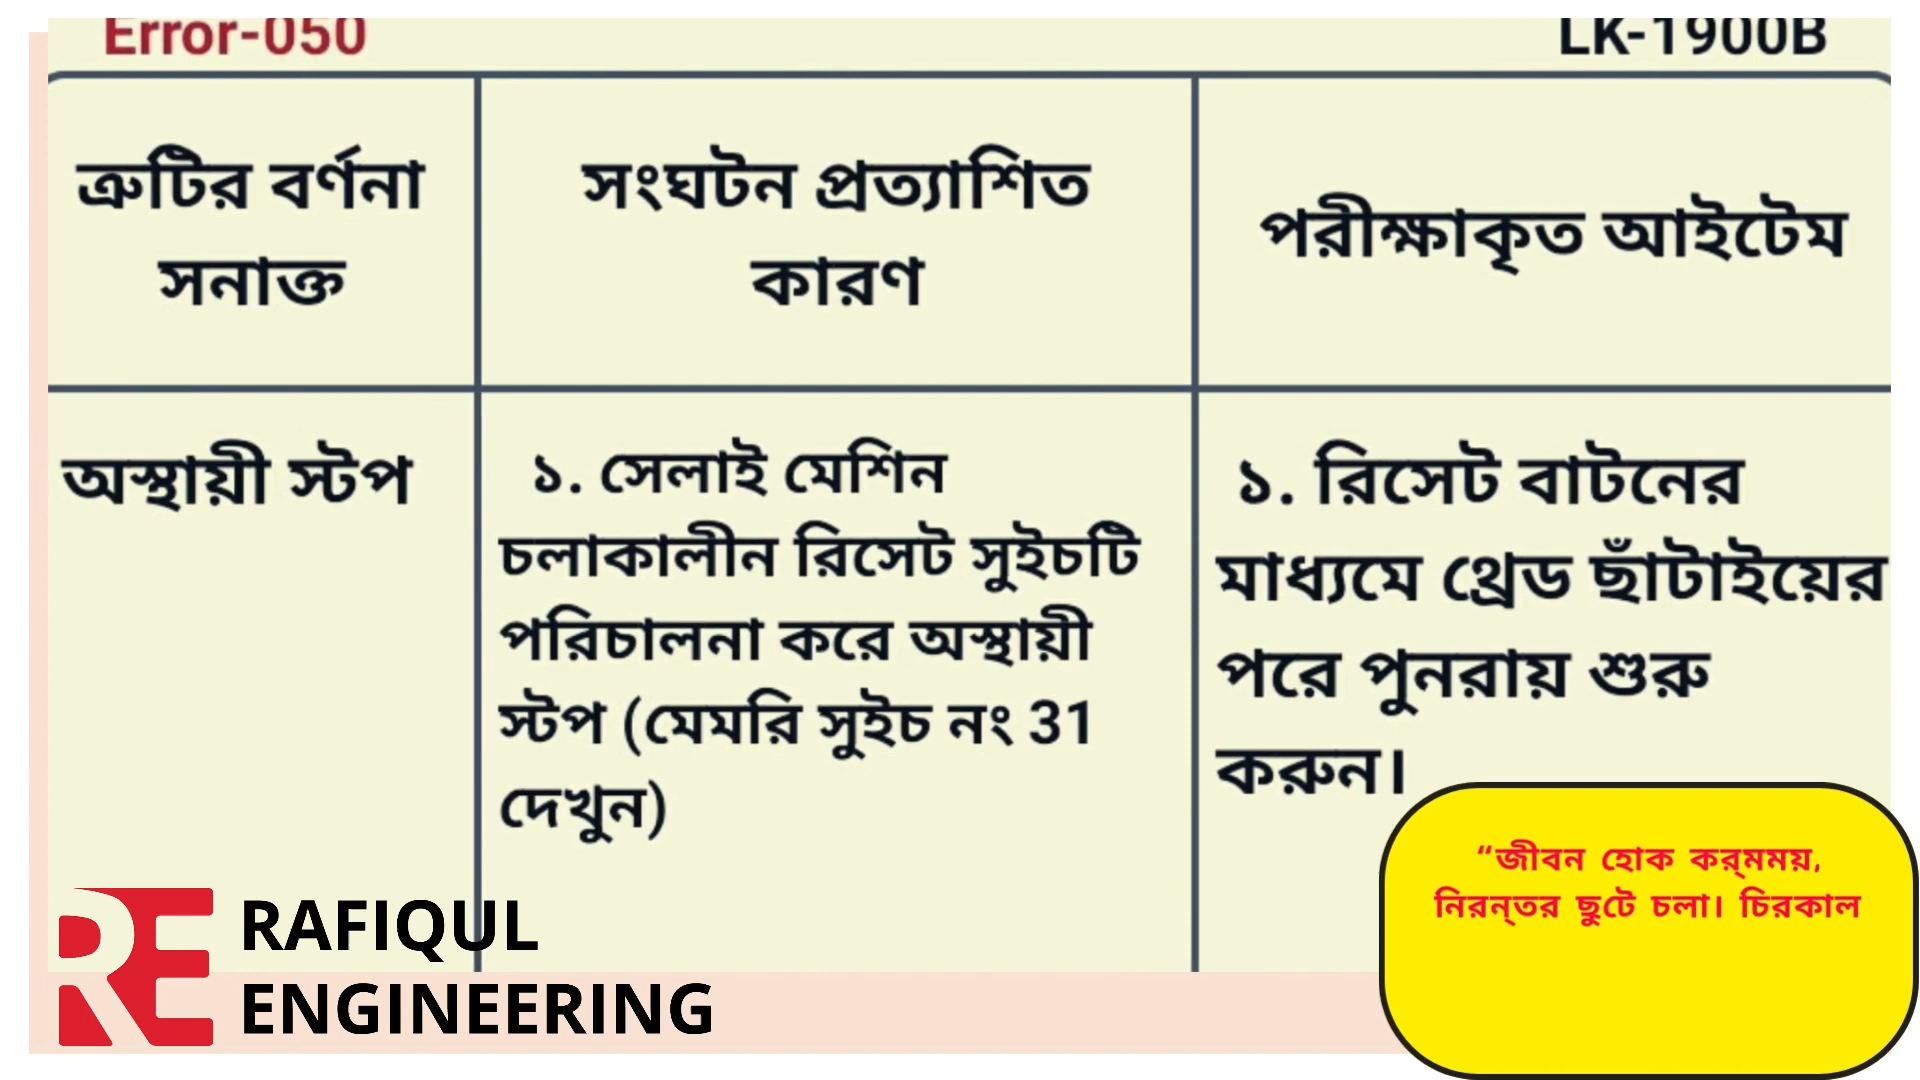 Error-050
LK-1900B
ত্রুটির বর্ণনা
সনাক্ত
সংঘটন প্রত্যাশিত
কারণ
পরীক্ষাকৃত আইটেম
অস্থায়ী স্টপ
১. সেলাই মেশিন
চলাকালীন রিসেট সুইচটি
পরিচালনা করে অস্থায়ী
স্টপ (মেমরি সুইচ নং 31
দেখুন)
১. রিসেট বাটনের
মাধ্যমে থ্রেড ছাঁটাইয়ের
পরে পুনরায় শুরু
করুন।
RE RAFIQUL
ENGINEERING
“জীবন হোক কর্মময়,
নিরন্তর ছুটে চলা। চিরকাল